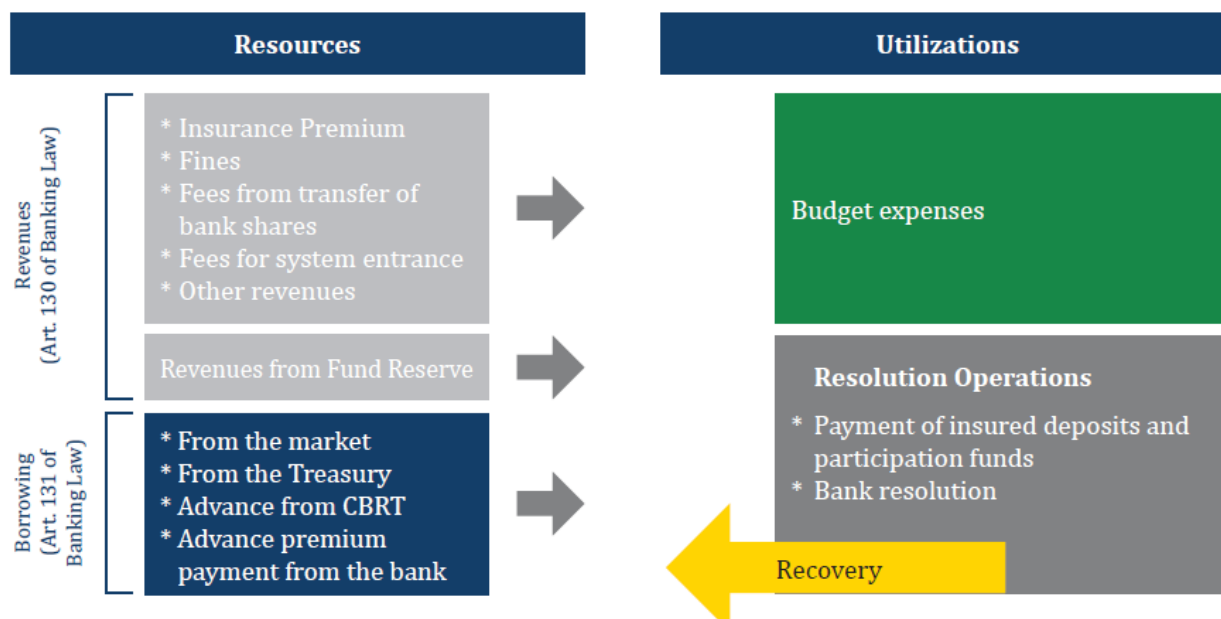 Resources
Utilizations
Revenues
(Art. 130 of Banking Law)
* Insurance Premium
* Fines
* Fees from transfer of
bank shares
* Fees for system entrance
* Other revenues
Revenues from Fund Reserve
Borrowing
(Art. 131 of
Banking Law)
* From the market
* From the Treasury
* Advance from CBRT
* Advance premium
payment from the bank
Budget expenses
Resolution Operations
* Payment of insured deposits and
participation funds
* Bank resolution
Recovery